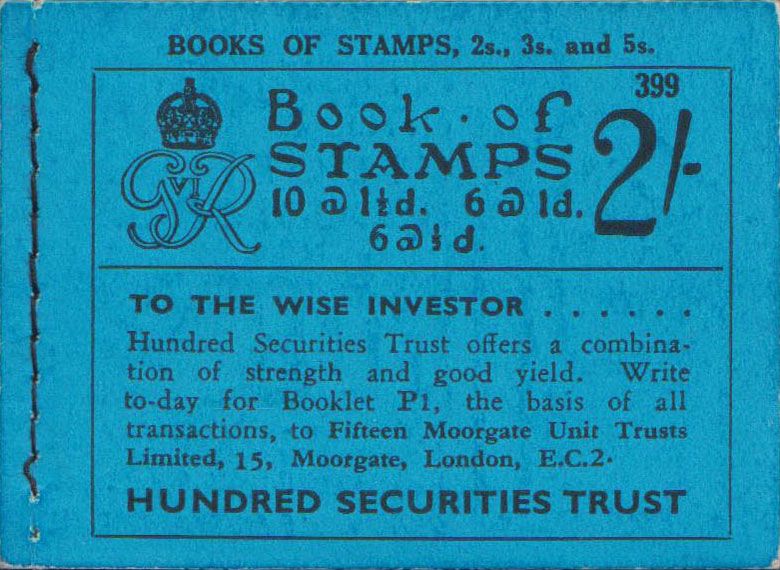 BOOKS OF STAMPS, 2s., 3s. and 5s.
399
GVIR
Book · of
STAMPS
2/-
10 @ 1½d. 6 @ 1d.
6 @ ½d.
TO THE WISE INVESTOR . . . . . .
Hundred Securities Trust offers a combina-
tion of strength and good yield. Write
to-day for Booklet P1, the basis of all
transactions, to Fifteen Moorgate Unit Trusts
Limited, 15, Moorgate, London, E.C.2.
HUNDRED SECURITIES TRUST